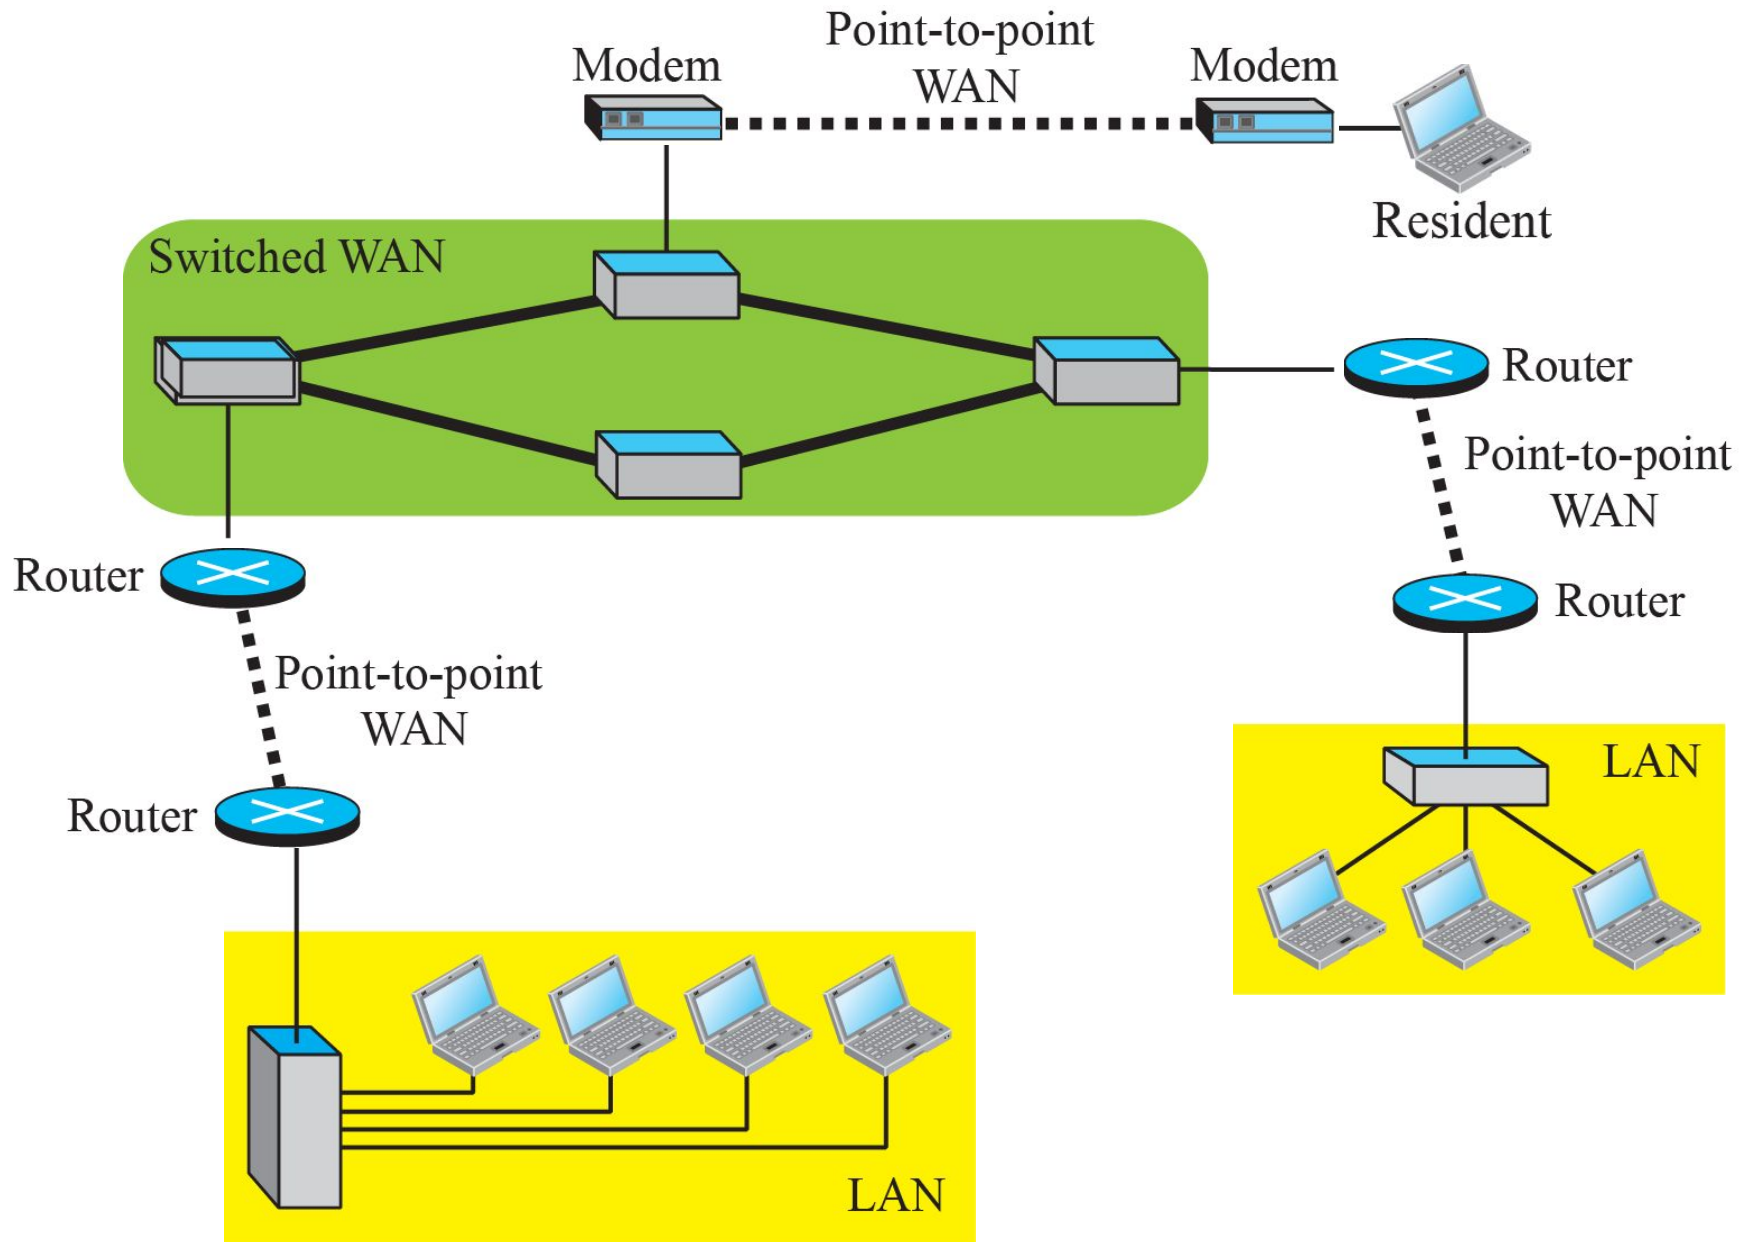 Point-to-point
WAN
Modem
Modem
Resident
Switched WAN
Router
Point-to-point
WAN
Router
Router
Point-to-point
WAN
Router
LAN
LAN